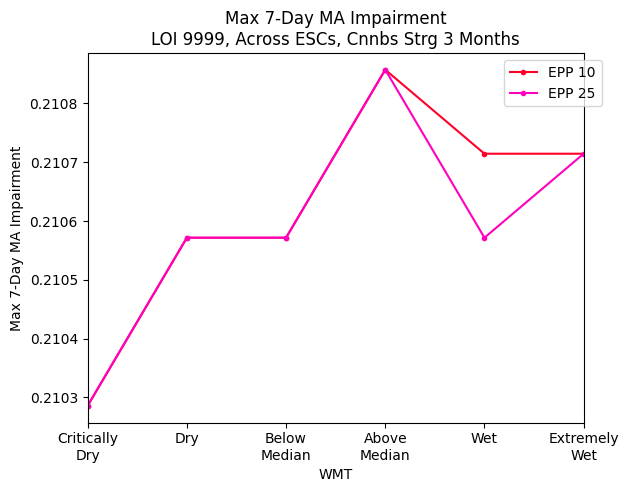 Max 7-Day MA Impairment
LOI 9999, Across ESCs, Cnnbs Strg 3 Months
EPP 10
EPP 25
Max 7-Day MA Impairment
0.2108
0.2107
0.2106
0.2105
0.2104
0.2103
Critically
Dry
Dry
Below
Median
Above
Median
Wet
Extremely
Wet
WMT